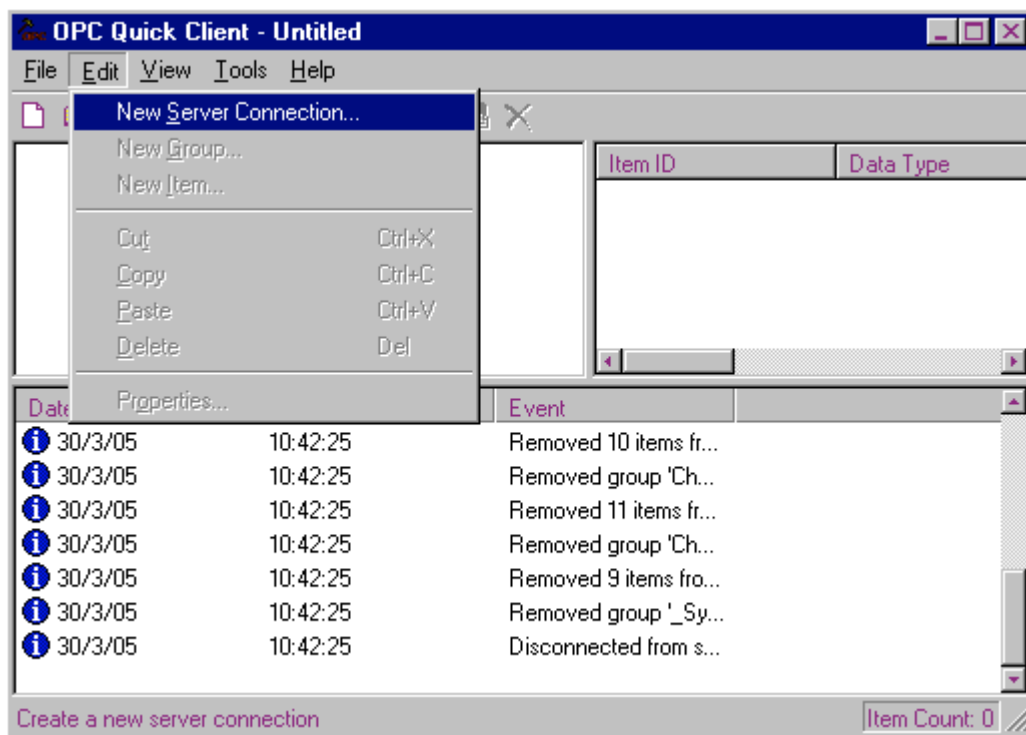 OPC Quick Client - Untitled
File Edit View Tools Help
New Server Connection...
New Group...
New Item...
Cut Ctrl+X
Copy Ctrl+C
Paste Ctrl+V
Delete Del
Properties...
Item ID Data Type
Date Event
30/3/05 10:42:25 Removed 10 items fr...
30/3/05 10:42:25 Removed group 'Ch...
30/3/05 10:42:25 Removed 11 items fr...
30/3/05 10:42:25 Removed group 'Ch...
30/3/05 10:42:25 Removed 9 items fro...
30/3/05 10:42:25 Removed group '_Sy...
30/3/05 10:42:25 Disconnected from s...
Create a new server connection Item Count: 0